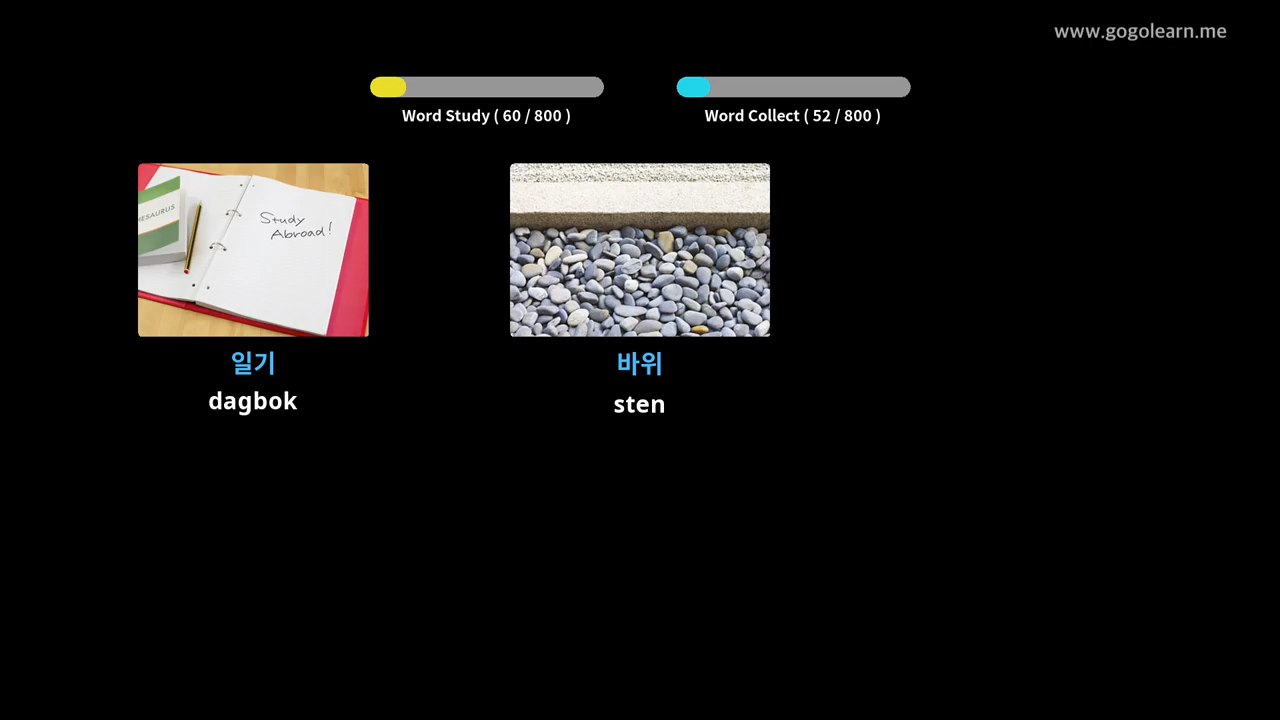 www.gogolearn.me
Word Study ( 60 / 800 )
Word Collect ( 52 / 800 )
HESAURUS
Study
Abroad!
일기
dagbok
바위
sten